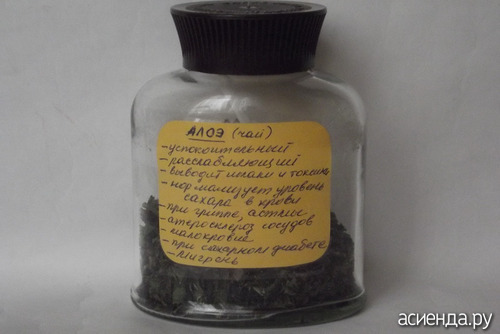 АЛОЭ (чай)
- успокоительный
- расслабляющий
- выводит шлаки и токсины
- нормализует уровень
сахара в крови
- при гриппе, астмы
- атеросклероз сосудов
- малокровие
- при сахарном диабете
- мигрень
асиенда.ру